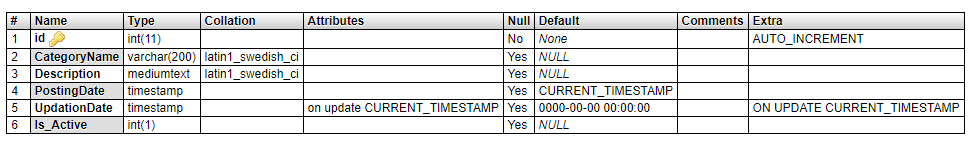 # Name Type Collation Attributes Null Default Comments Extra
1 id int(11) No None AUTO_INCREMENT
2 CategoryName varchar(200) latin1_swedish_ci Yes NULL
3 Description mediumtext latin1_swedish_ci Yes NULL
4 PostingDate timestamp Yes CURRENT_TIMESTAMP
5 UpdationDate timestamp on update CURRENT_TIMESTAMP Yes 0000-00-00 00:00:00 ON UPDATE CURRENT_TIMESTAMP
6 Is_Active int(1) Yes NULL